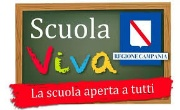 Scuola
Viva
REGIONE CAMPANIA
La scuola aperta a tutti